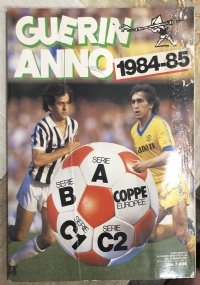 GUERIN
ANNO
1984-85
SERIE
A
SERIE
B
COPPE
EUROPEE
SERIE
C1
SERIE
C2